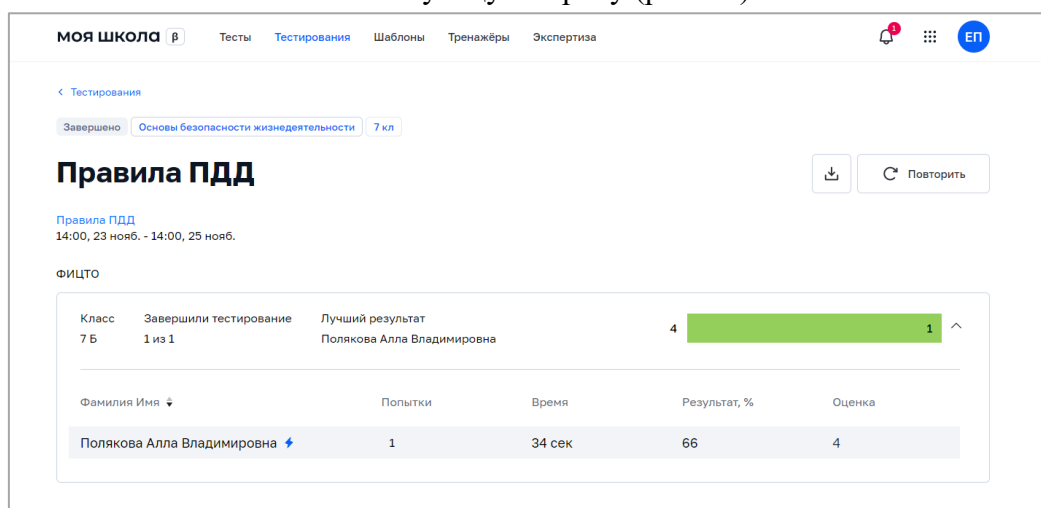 моя школа β Тесты Тестирования Шаблоны Тренажёры Экспертиза 1 ЕП
< Тестирования
Завершено Основы безопасности жизнедеятельности 7 кл
Правила ПДД
Повторить
Правила ПДД
14:00, 23 нояб. - 14:00, 25 нояб.
ФИЦТО
Класс Завершили тестирование Лучший результат
7 Б 1 из 1 Полякова Алла Владимировна 4 1
Фамилия Имя Попытки Время Результат, % Оценка
Полякова Алла Владимировна 1 34 сек 66 4